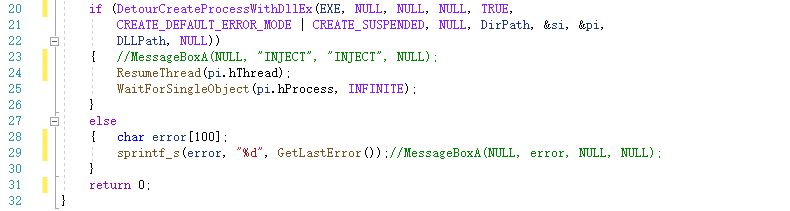 20 if (DetourCreateProcessWithDllEx(EXE, NULL, NULL, NULL, TRUE,
21 CREATE_DEFAULT_ERROR_MODE | CREATE_SUSPENDED, NULL, DirPath, &si, &pi,
22 DLLPath, NULL))
23 { //MessageBoxA(NULL, "INJECT", "INJECT", NULL);
24 ResumeThread(pi.hThread);
25 WaitForSingleObject(pi.hProcess, INFINITE);
26 }
27 else
28 { char error[100];
29 sprintf_s(error, "%d", GetLastError());//MessageBoxA(NULL, error, NULL, NULL);
30 }
31 return 0;
32 }